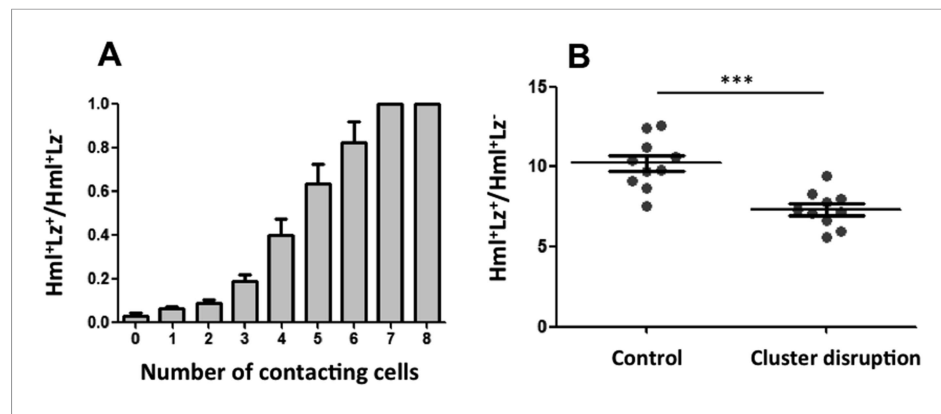 A
Hml⁺Lz⁺/Hml⁺Lz⁻
1.0
0.8
0.6
0.4
0.2
0.0
0 1 2 3 4 5 6 7 8
Number of contacting cells
B
Hml⁺Lz⁺/Hml⁺Lz⁻
***
15
10
5
0
Control Cluster disruption